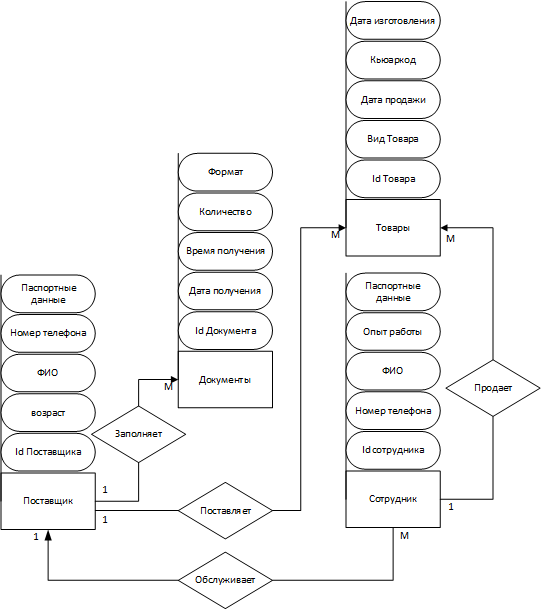 Дата изготовления
Кьюаркод
Дата продажи
Вид Товара
Id Товара
Товары
М
М
Формат
Количество
Время получения
Дата получения
Id Документа
Документы
М
Паспортные
данные
Номер телефона
ФИО
возраст
Id Поставщика
Поставщик
1
1
1
Заполняет
Поставляет
Обслуживает
Паспортные
данные
Опыт работы
ФИО
Номер телефона
Id сотрудника
Сотрудник
1
М
Продает